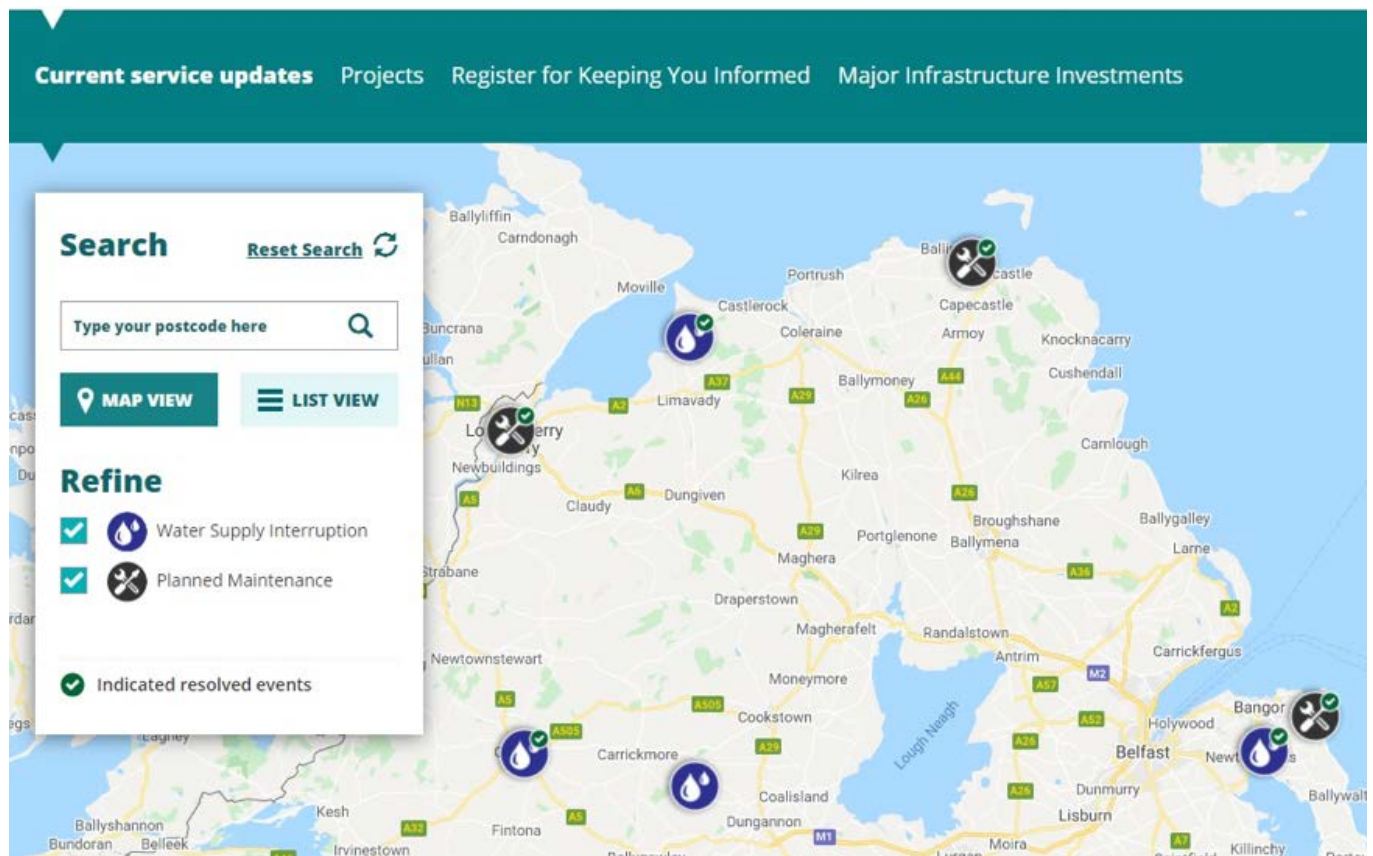 Current service updates Projects Register for Keeping You Informed Major Infrastructure Investments
Search Reset Search
Type your postcode here
MAP VIEW LIST VIEW
Refine
Water Supply Interruption
Planned Maintenance
Indicated resolved events
Ballyliffin
Carndonagh
Moville
Buncrana
Portrush
Castlerock
Coleraine
Capecastle
Armoy
Knocknacarry
Cushendall
Ballymoney
A44
A37
A29
A26
N13
A2
Limavady
Newbuildings
Carnlough
Kilrea
A5
A6
Dungiven
Claudy
A26
Broughshane
Ballygalley
A29
Portglenone
Ballymena
Larne
Maghera
Strabane
A36
Draperstown
A2
Magherafelt
Randalstown
Newtownstewart
Antrim
Carrickfergus
M2
Moneymore
A57
A5
A505
Cookstown
Lough Neagh
A52
Holywood
Bangor
A505
A29
A26
Belfast
Carrickmore
Coalisland
A26
Dunmurry
Kesh
Lisburn
Ballyshannon
A32
Fintona
A5
Dungannon
M1
Bundoran
Belleek
Irvinestown
Moira
A7
Killinchy